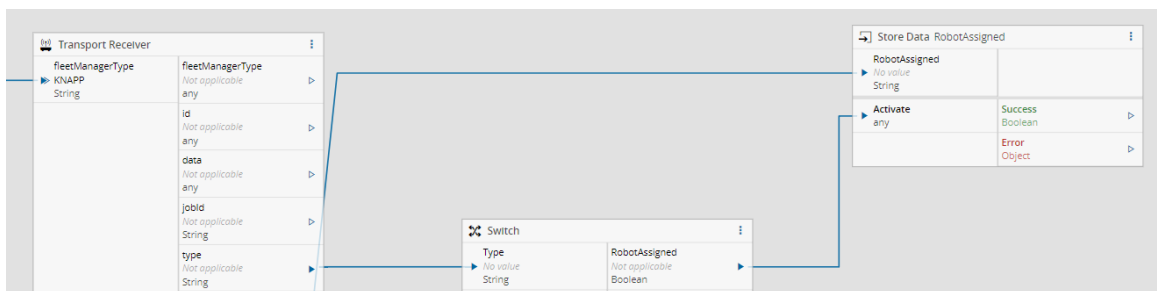 Transport Receiver
fleetManagerType
KNAPP
String
fleetManagerType
Not applicable
any
id
Not applicable
any
data
Not applicable
any
jobId
Not applicable
String
type
Not applicable
String
Switch
Type
No value
String
RobotAssigned
Not applicable
Boolean
Store Data RobotAssigned
RobotAssigned
No value
String
Activate
any
Success
Boolean
Error
Object